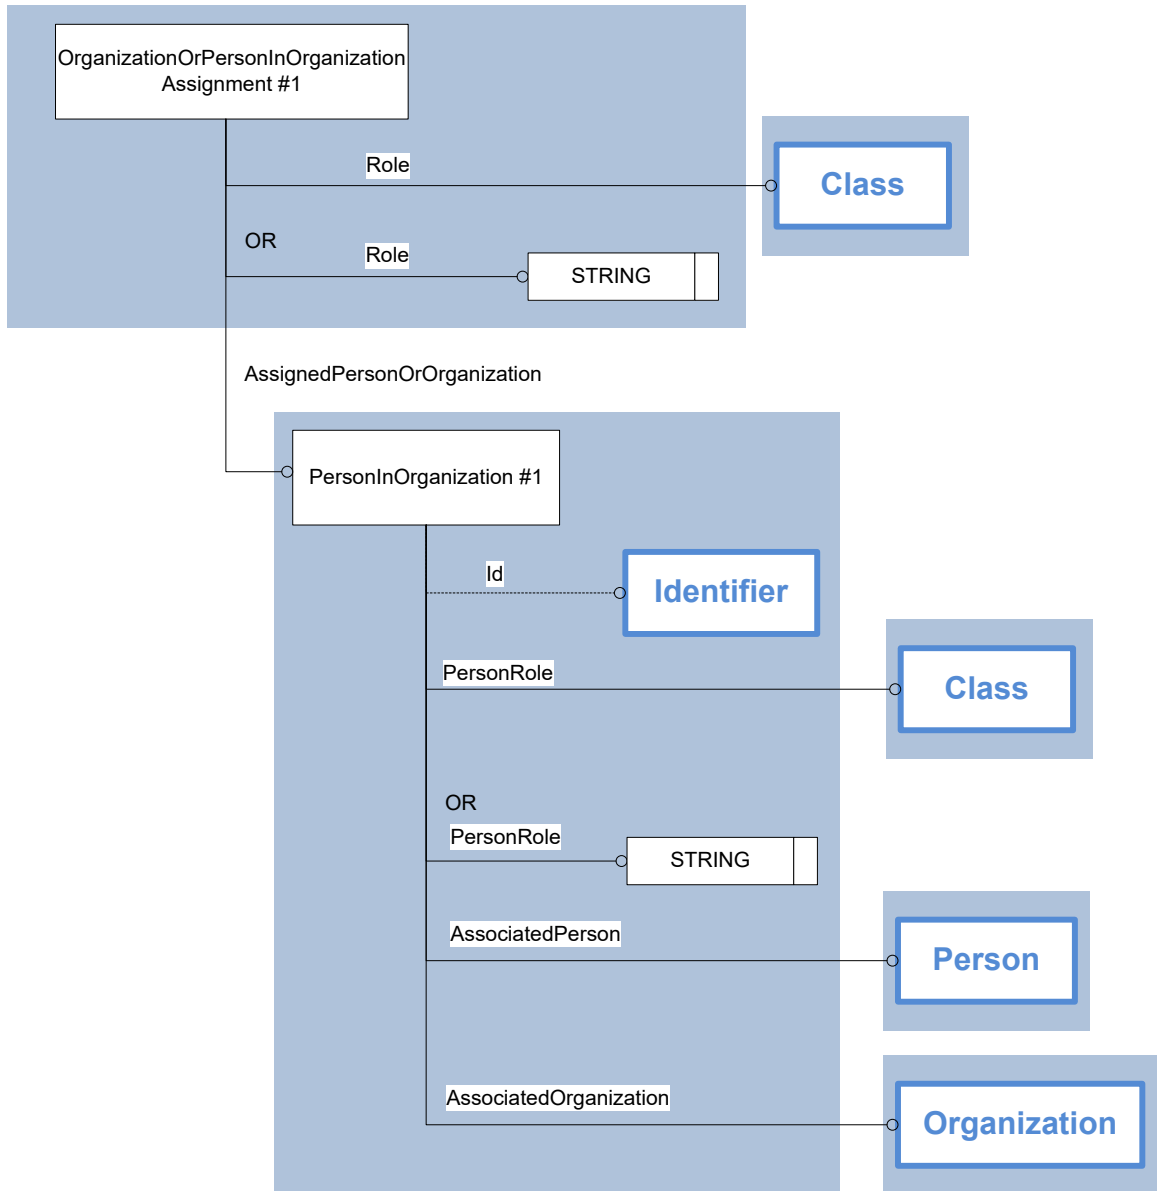 OrganizationOrPersonInOrganization
Assignment #1
Role
Class
OR
Role
STRING
AssignedPersonOrOrganization
PersonInOrganization #1
Id
Identifier
PersonRole
Class
OR
PersonRole
STRING
AssociatedPerson
Person
AssociatedOrganization
Organization